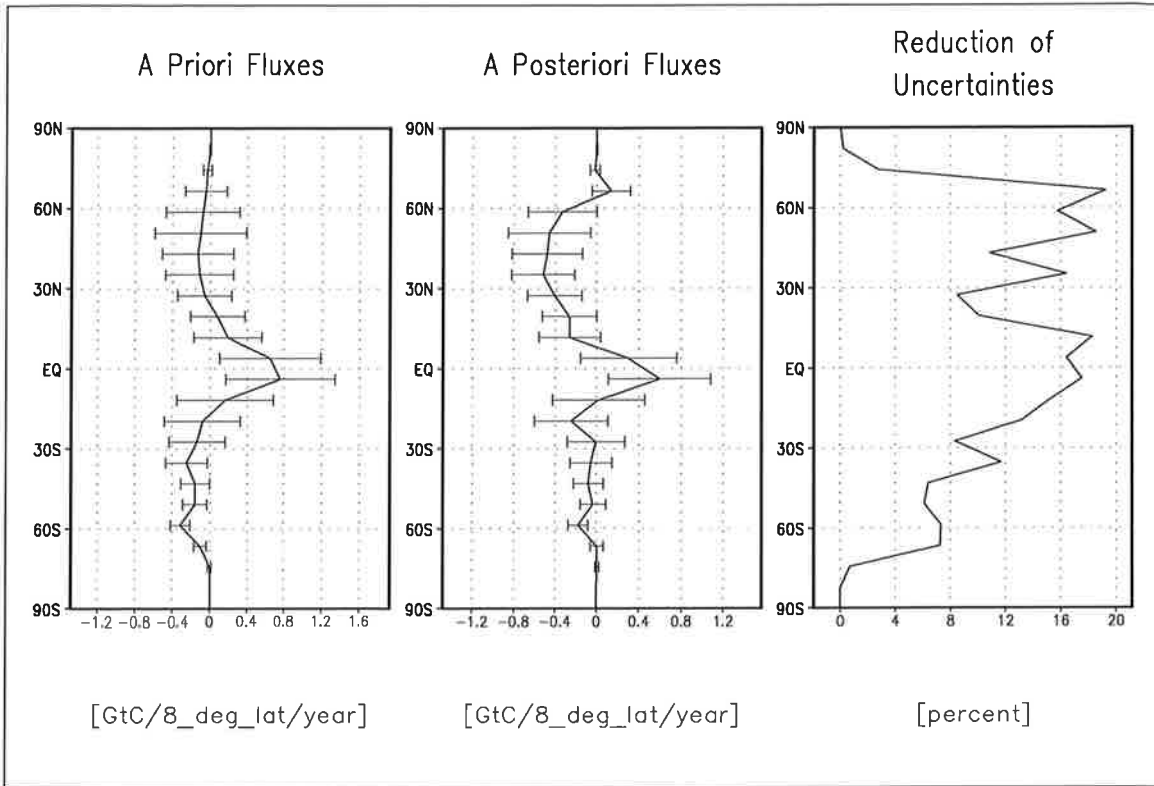 A Priori Fluxes
90N
60N
30N
EQ
30S
60S
90S
-1.2 -0.8 -0.4 0 0.4 0.8 1.2 1.6
[GtC/8_deg_lat/year]
A Posteriori Fluxes
90N
60N
30N
EQ
30S
60S
90S
-1.2 -0.8 -0.4 0 0.4 0.8 1.2
[GtC/8_deg_lat/year]
Reduction of
Uncertainties
90N
60N
30N
EQ
30S
60S
90S
0 4 8 12 16 20
[percent]